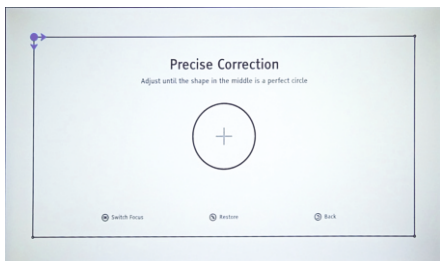 Precise Correction
Adjust until the shape in the middle is a perfect circle
Switch Focus
Restore
Back